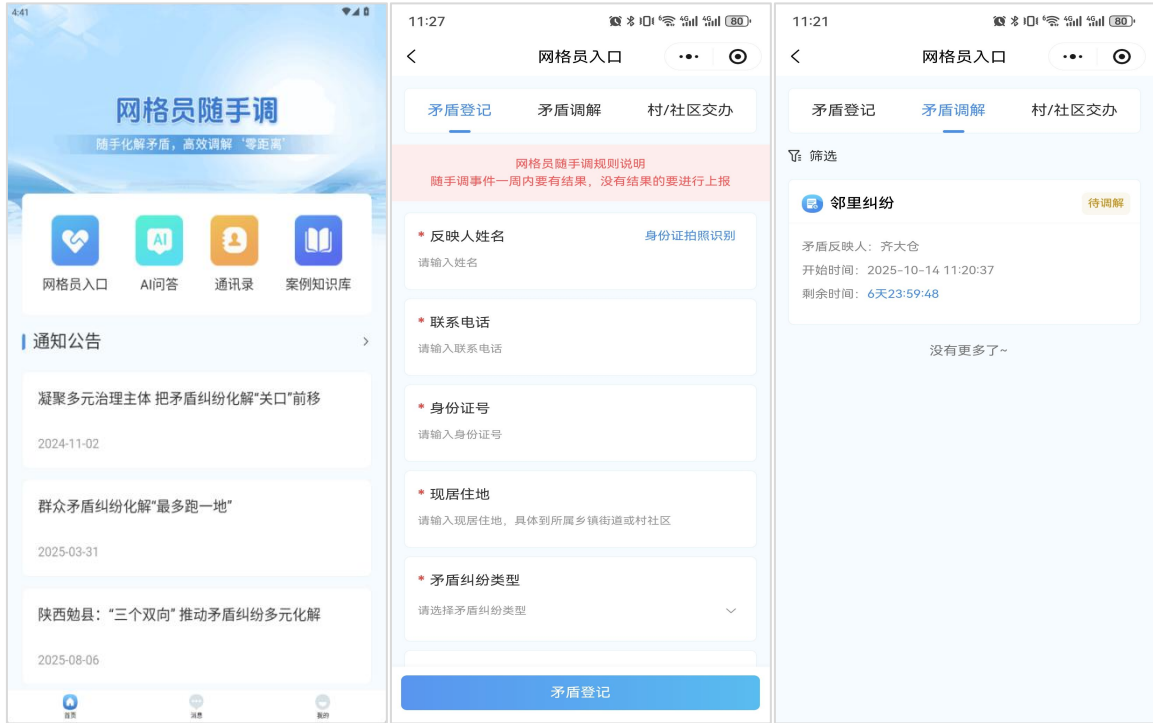 4:41
网格员随手调
随手化解矛盾，高效调解‘零距离’
网格员入口
AI
AI问答
通讯录
案例知识库
通知公告
凝聚多元治理主体 把矛盾纠纷化解“关口”前移
2024-11-02
群众矛盾纠纷化解“最多跑一地”
2025-03-31
陕西勉县：“三个双向” 推动矛盾纠纷多元化解
2025-08-06
首页
消息
我的
11:27
4G 4G 80
网格员入口
矛盾登记
矛盾调解
村/社区交办
网格员随手调规则说明
随手调事件一周内要有结果，没有结果的要进行上报
* 反映人姓名
身份证拍照识别
请输入姓名
* 联系电话
请输入联系电话
* 身份证号
请输入身份证号
* 现居住地
请输入现居住地，具体到所属乡镇街道或村社区
* 矛盾纠纷类型
请选择矛盾纠纷类型
矛盾登记
11:21
4G 4G 80
网格员入口
矛盾登记
矛盾调解
村/社区交办
筛选
邻里纠纷
待调解
矛盾反映人：齐大仓
开始时间：2025-10-14 11:20:37
剩余时间：6天23:59:48
没有更多了~